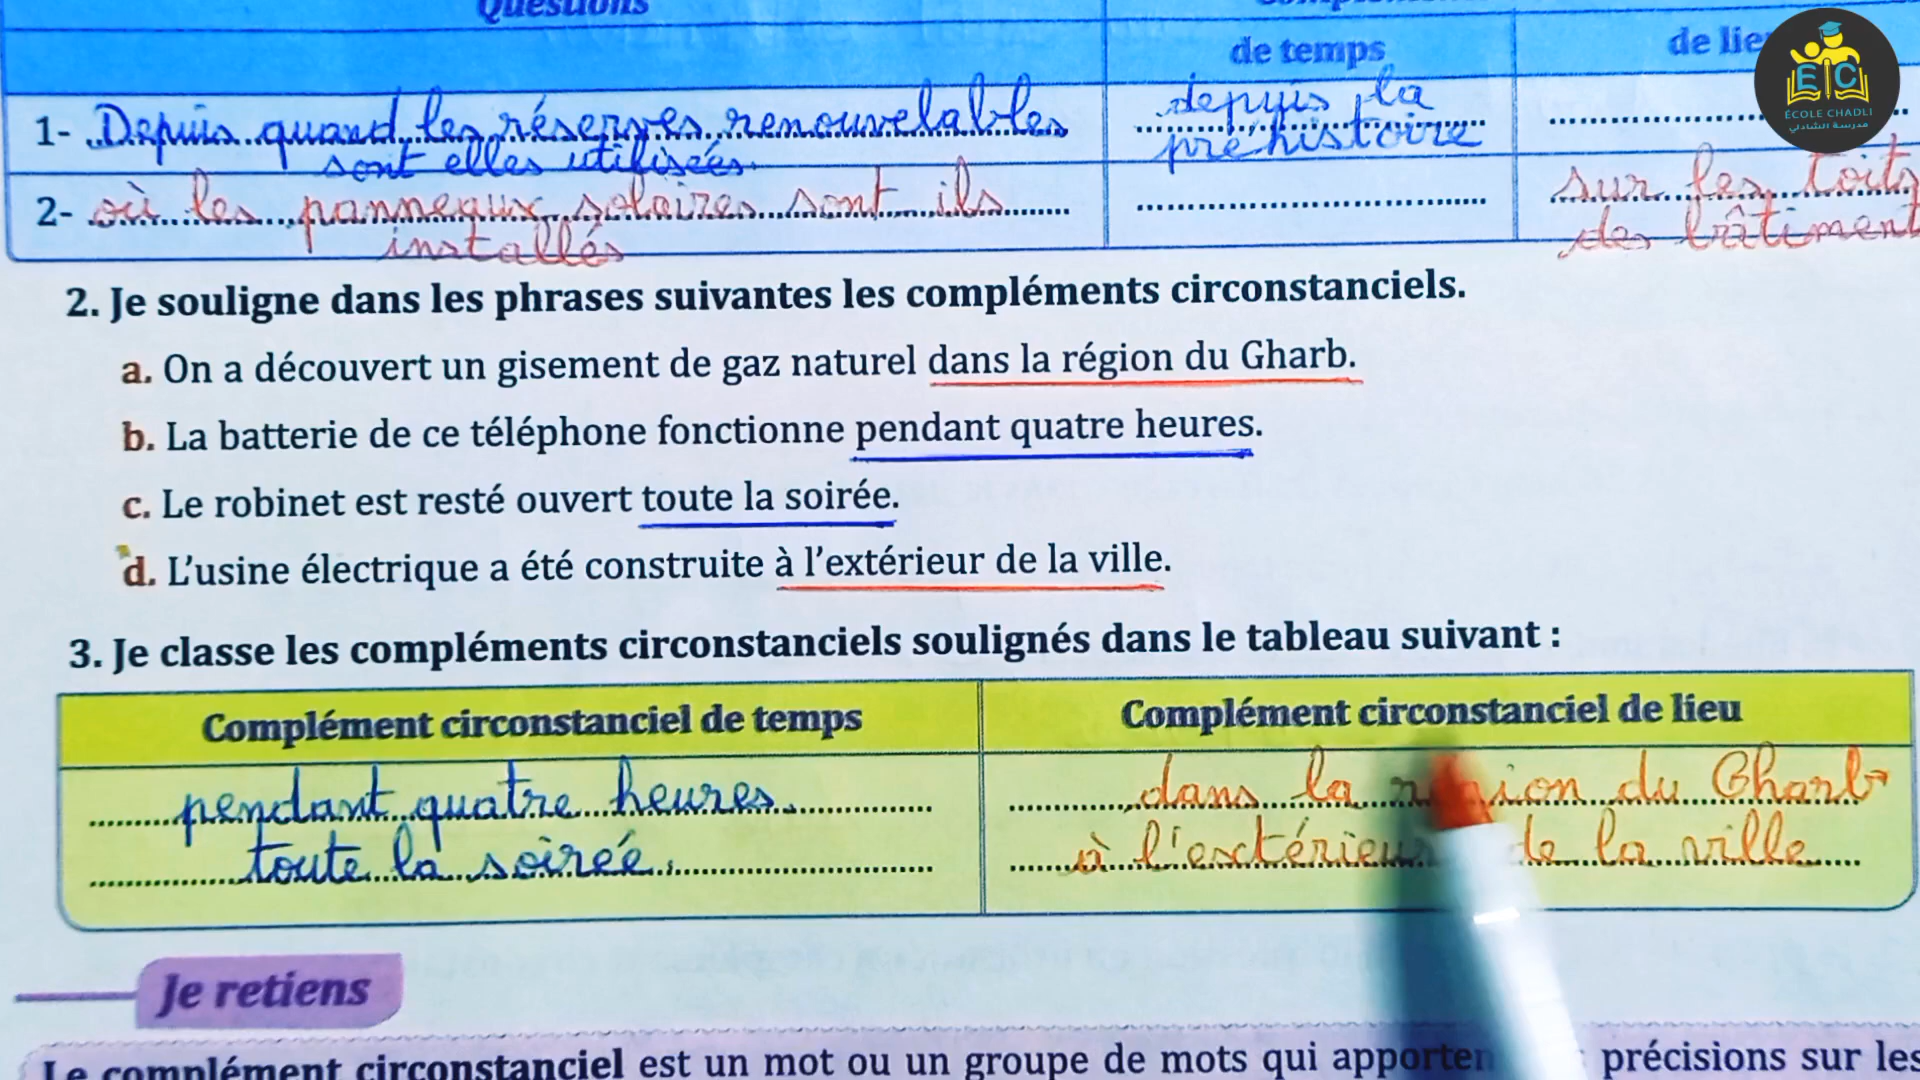 Questions
de temps
de lie
ÉCOLE CHADLI
مدرسة الشاذلي
1- Depuis quand les réserves renouvelables
sont elles utilisées.
depuis la
préhistoire
2- où les panneaux solaires sont ils
installés
sur les toits
des bâtiment
2. Je souligne dans les phrases suivantes les compléments circonstanciels.
a. On a découvert un gisement de gaz naturel dans la région du Gharb.
b. La batterie de ce téléphone fonctionne pendant quatre heures.
c. Le robinet est resté ouvert toute la soirée.
d. L'usine électrique a été construite à l'extérieur de la ville.
3. Je classe les compléments circonstanciels soulignés dans le tableau suivant :
Complément circonstanciel de temps
Complément circonstanciel de lieu
pendant quatre heures.
dans la région du Gharb
toute la soirée.
à l'extérieur de la ville
Je retiens
Le complément circonstanciel est un mot ou un groupe de mots qui apporten précisions sur les